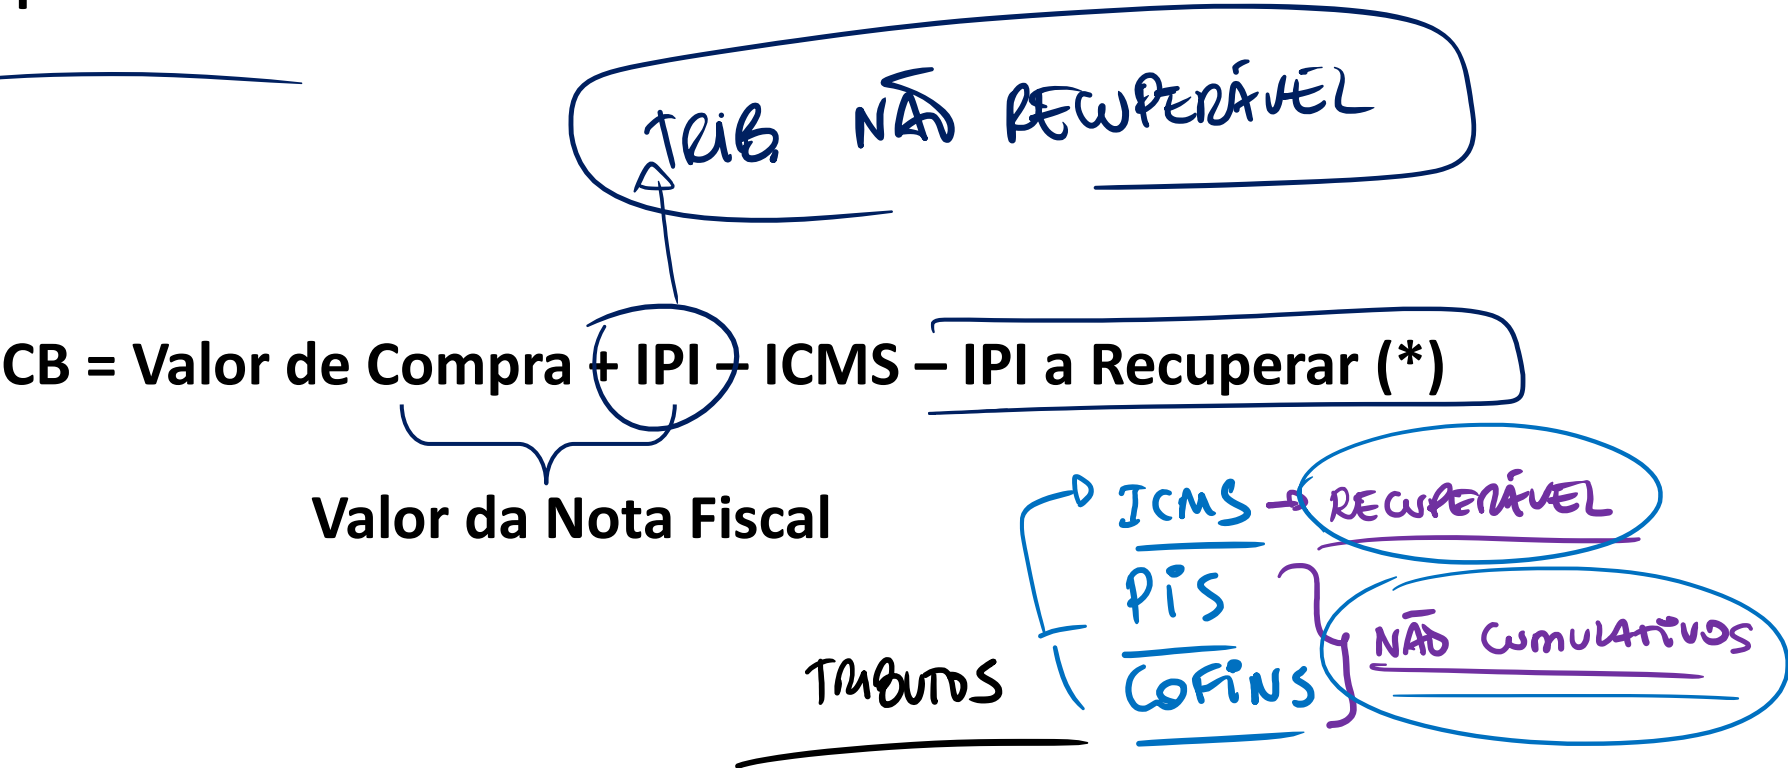 TRIB. NÃO RECUPERÁVEL
CB = Valor de Compra + IPI – ICMS – IPI a Recuperar (*)
Valor da Nota Fiscal
ICMS → RECUPERÁVEL
PIS
NÃO CUMULATIVOS
TRIBUTOS
COFINS